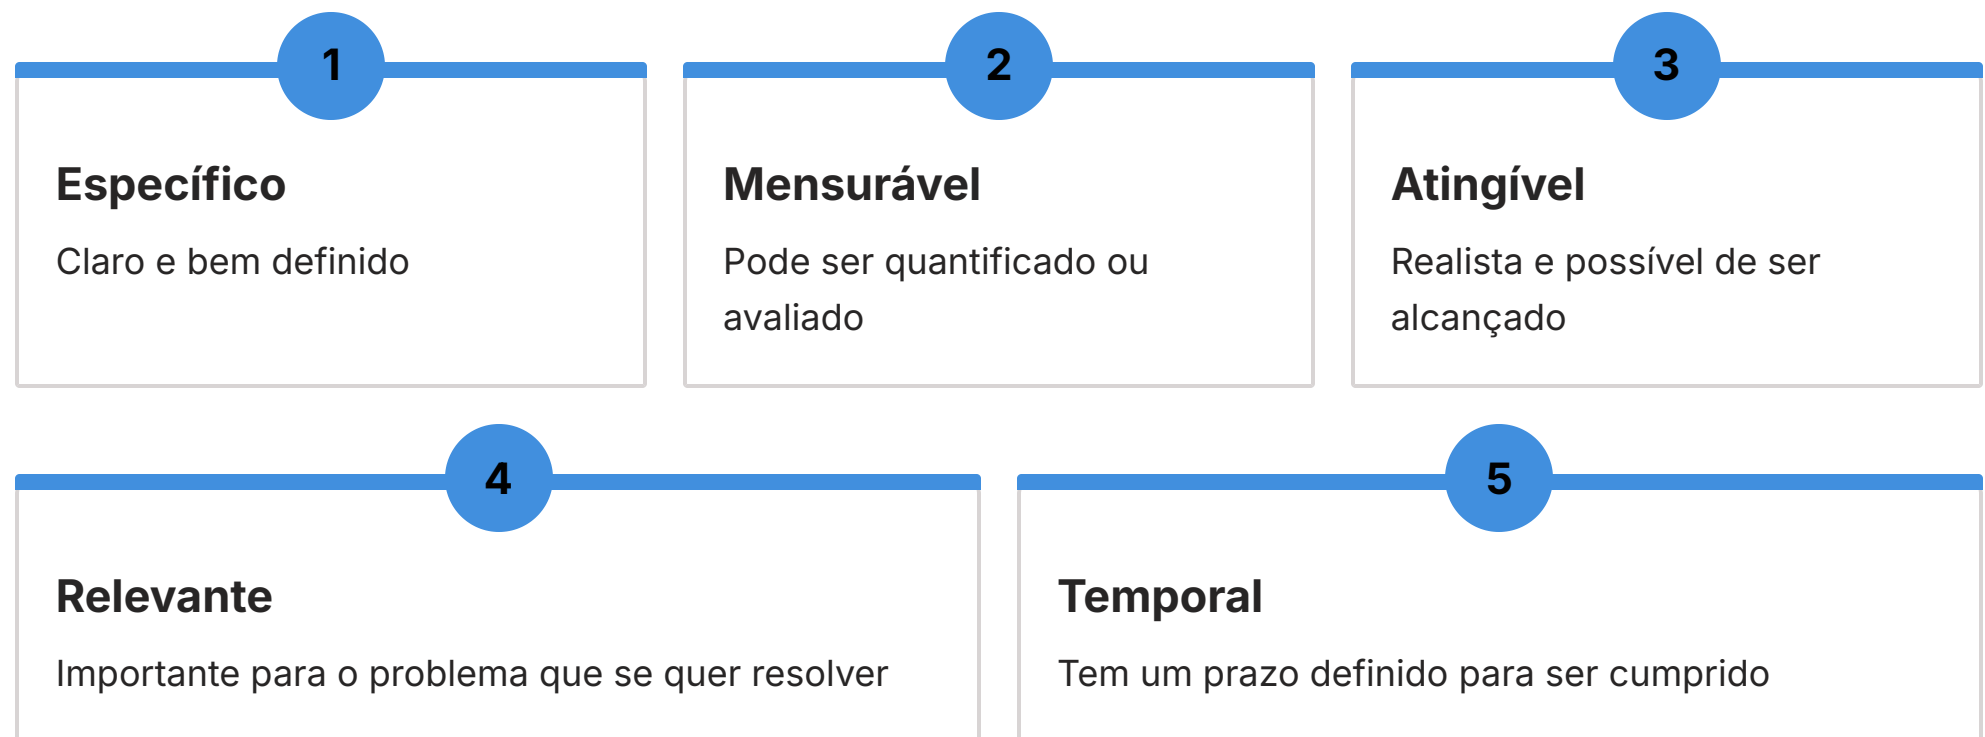 1
Específico
Claro e bem definido
2
Mensurável
Pode ser quantificado ou
avaliado
3
Atingível
Realista e possível de ser
alcançado
4
Relevante
Importante para o problema que se quer resolver
5
Temporal
Tem um prazo definido para ser cumprido